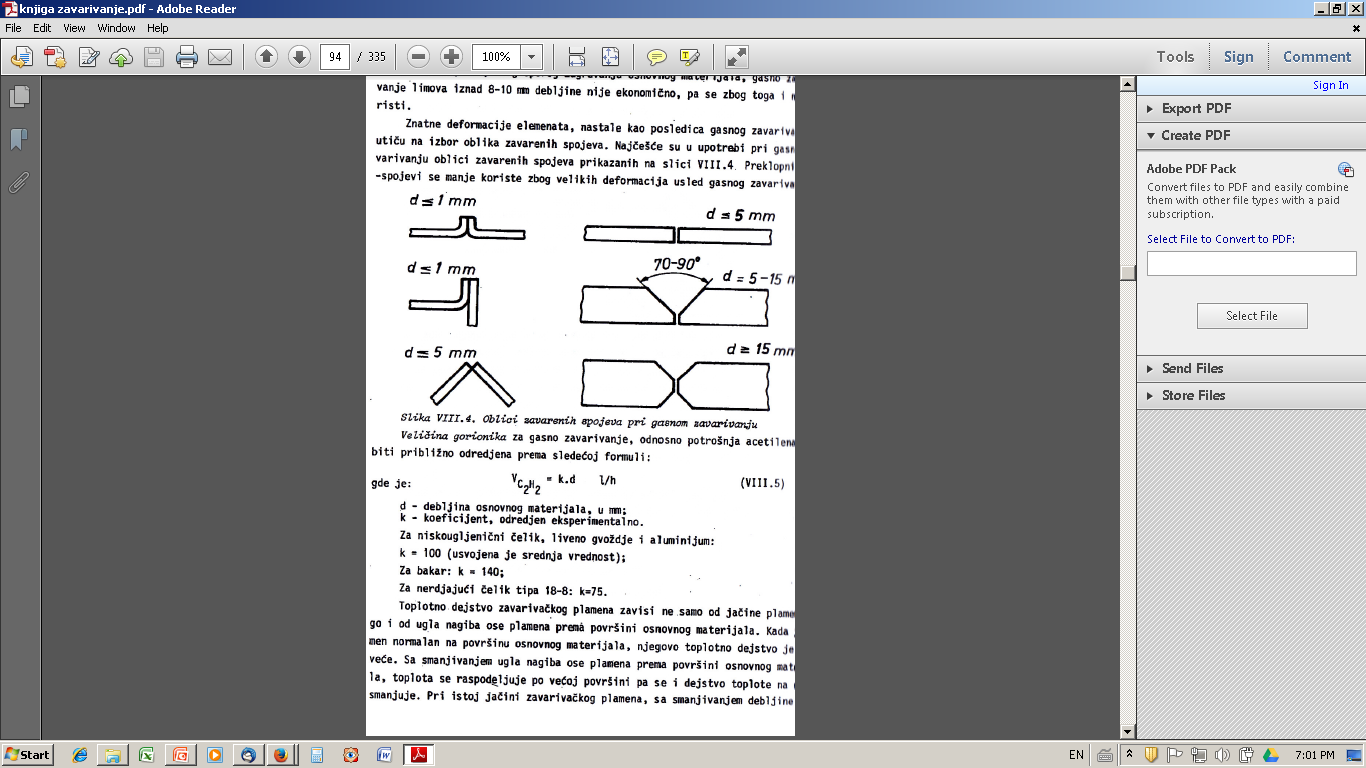 knjiga zavarivanje.pdf - Adobe Reader
File Edit View Window Help
94 / 335 100% Tools Sign Comment
Sign In
Export PDF
Create PDF
Adobe PDF Pack
Convert files to PDF and easily combine
them with other file types with a paid
subscription.
Select File to Convert to PDF:
Select File
Send Files
Store Files
osnovnog materijala, gasno
vanje limova iznad 8-10 mm debljine nije ekonomično, pa se zbog toga i
risti.
Znatne deformacije elemenata, nastale kao posledica gasnog zavariva
utiču na izbor oblika zavarenih spojeva. Najčešće su u upotrebi pri gasn
varivanju oblici zavarenih spojeva prikazanih na slici VIII.4. Preklopni
-spojevi se manje koriste zbog velikih deformacija usled gasnog zavariva
d ≤ 1 mm
d ≤ 5 mm
d ≤ 1 mm
70-90°
d = 5-15 m
d ≤ 5 mm
d ≥ 15 mm
Slika VIII.4. Oblici zavarenih spojeva pri gasnom zavarivanju
Veličina gorionika za gasno zavarivanje, odnosno potrošnja acetilena
biti približno odredjena prema sledećoj formuli:
V C2H2 = k.d l/h (VIII.5)
gde je:
d - debljina osnovnog materijala, u mm;
k - koeficijent, odredjen eksperimentalno.
Za niskougljenični čelik, liveno gvoždje i aluminijum:
k = 100 (usvojena je srednja vrednost);
Za bakar: k = 140;
Za nerdjajući čelik tipa 18-8: k=75.
Toplotno dejstvo zavarivačkog plamena zavisi ne samo od jačine plame
go i od ugla nagiba ose plamena prema površini osnovnog materijala. Kada
men normalan na površinu osnovnog materijala, njegovo toplotno dejstvo je
veće. Sa smanjivanjem ugla nagiba ose plamena prema površini osnovnog mat
la, toplota se raspodeljuje po većoj površini pa se i dejstvo toplote na
smanjuje. Pri istoj jačini zavarivačkog plamena, sa smanjivanjem debljine
Start EN 7:01 PM